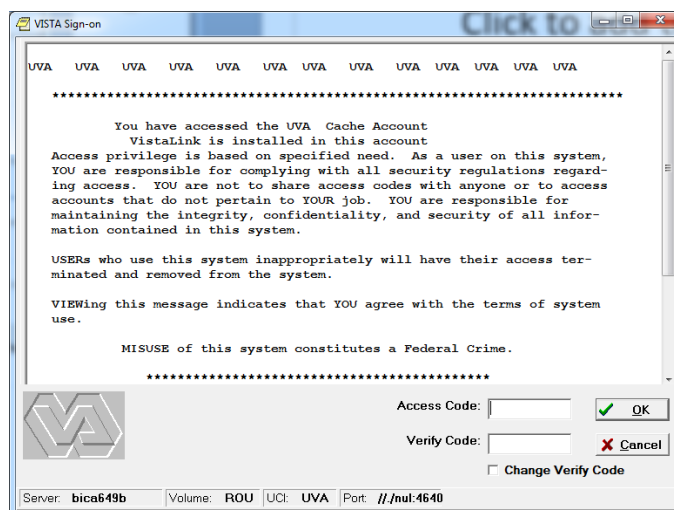 VISTA Sign-on
Click to add
UVA UVA UVA UVA UVA UVA UVA UVA UVA UVA UVA UVA UVA
*************************************************************************
You have accessed the UVA Cache Account
VistaLink is installed in this account
Access privilege is based on specified need. As a user on this system,
YOU are responsible for complying with all security regulations regard-
ing access. YOU are not to share access codes with anyone or to access
accounts that do not pertain to YOUR job. YOU are responsible for
maintaining the integrity, confidentiality, and security of all infor-
mation contained in this system.
USERs who use this system inappropriately will have their access ter-
minated and removed from the system.
VIEWing this message indicates that YOU agree with the terms of system
use.
MISUSE of this system constitutes a Federal Crime.
********************************************
Access Code:
OK
Verify Code:
Cancel
Change Verify Code
Server: bica649b Volume: ROU UCI: UVA Port: //./nul:4640